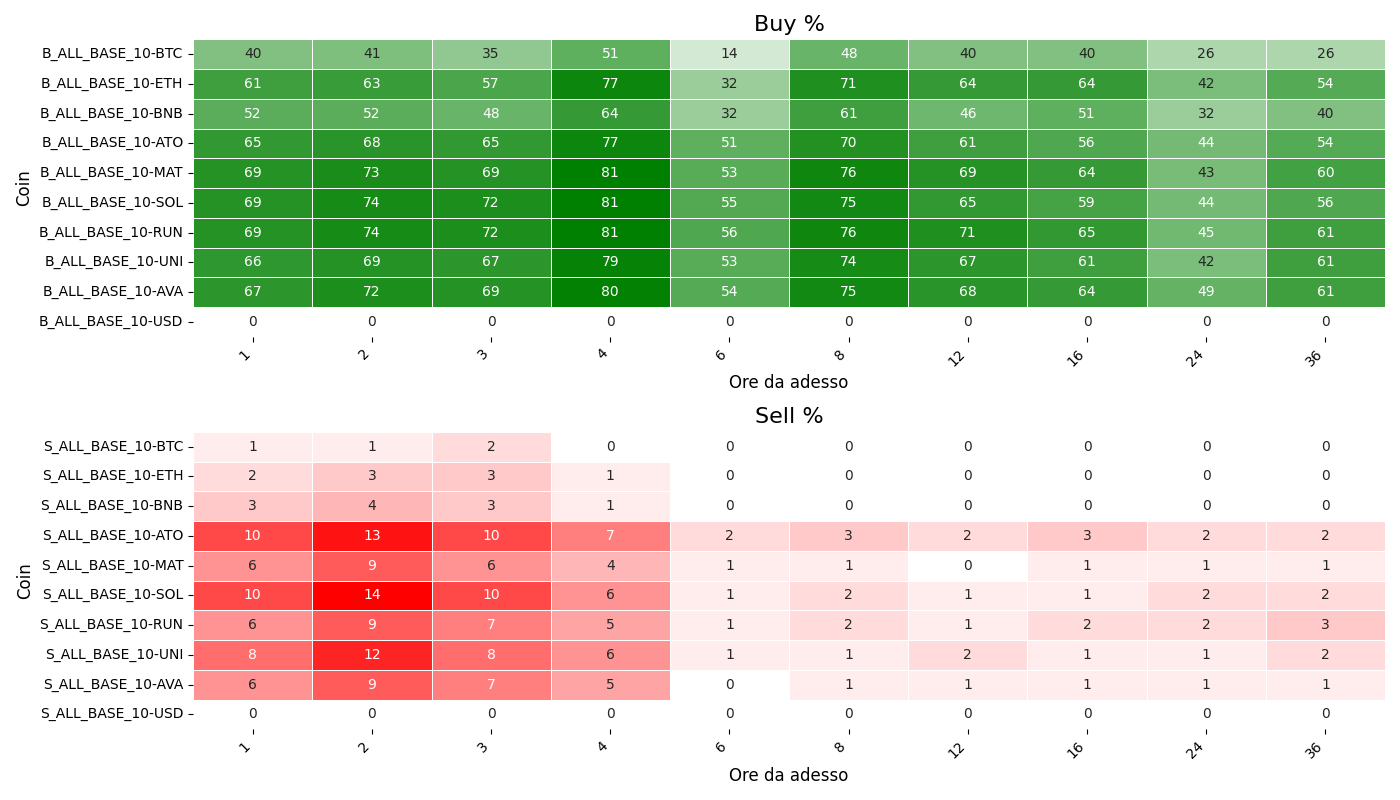 Buy %
B_ALL_BASE_10-BTC 40 41 35 51 14 48 40 40 26 26
B_ALL_BASE_10-ETH 61 63 57 77 32 71 64 64 42 54
B_ALL_BASE_10-BNB 52 52 48 64 32 61 46 51 32 40
B_ALL_BASE_10-ATO 65 68 65 77 51 70 61 56 44 54
B_ALL_BASE_10-MAT 69 73 69 81 53 76 69 64 43 60
B_ALL_BASE_10-SOL 69 74 72 81 55 75 65 59 44 56
B_ALL_BASE_10-RUN 69 74 72 81 56 76 71 65 45 61
B_ALL_BASE_10-UNI 66 69 67 79 53 74 67 61 42 61
B_ALL_BASE_10-AVA 67 72 69 80 54 75 68 64 49 61
B_ALL_BASE_10-USD 0 0 0 0 0 0 0 0 0 0
Coin
1 2 3 4 6 8 12 16 24 36
Ore da adesso
Sell %
S_ALL_BASE_10-BTC 1 1 2 0 0 0 0 0 0 0
S_ALL_BASE_10-ETH 2 3 3 1 0 0 0 0 0 0
S_ALL_BASE_10-BNB 3 4 3 1 0 0 0 0 0 0
S_ALL_BASE_10-ATO 10 13 10 7 2 3 2 3 2 2
S_ALL_BASE_10-MAT 6 9 6 4 1 1 0 1 1 1
S_ALL_BASE_10-SOL 10 14 10 6 1 2 1 1 2 2
S_ALL_BASE_10-RUN 6 9 7 5 1 2 1 2 2 3
S_ALL_BASE_10-UNI 8 12 8 6 1 1 2 1 1 2
S_ALL_BASE_10-AVA 6 9 7 5 0 1 1 1 1 1
S_ALL_BASE_10-USD 0 0 0 0 0 0 0 0 0 0
Coin
1 2 3 4 6 8 12 16 24 36
Ore da adesso